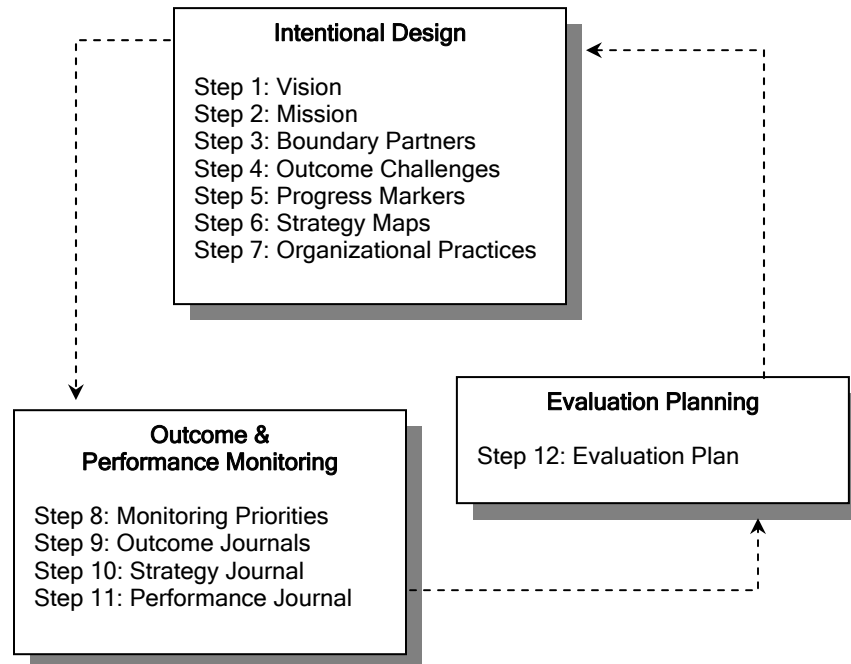 Intentional Design
Step 1: Vision
Step 2: Mission
Step 3: Boundary Partners
Step 4: Outcome Challenges
Step 5: Progress Markers
Step 6: Strategy Maps
Step 7: Organizational Practices
Outcome &
Performance Monitoring
Step 8: Monitoring Priorities
Step 9: Outcome Journals
Step 10: Strategy Journal
Step 11: Performance Journal
Evaluation Planning
Step 12: Evaluation Plan